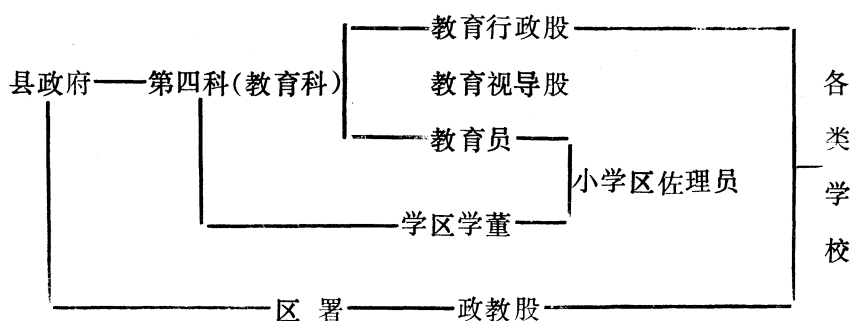 教育行政股
县政府 第四科(教育科) 教育视导股
教育员
小学区佐理员
学区学董
区署 政教股
各类学校